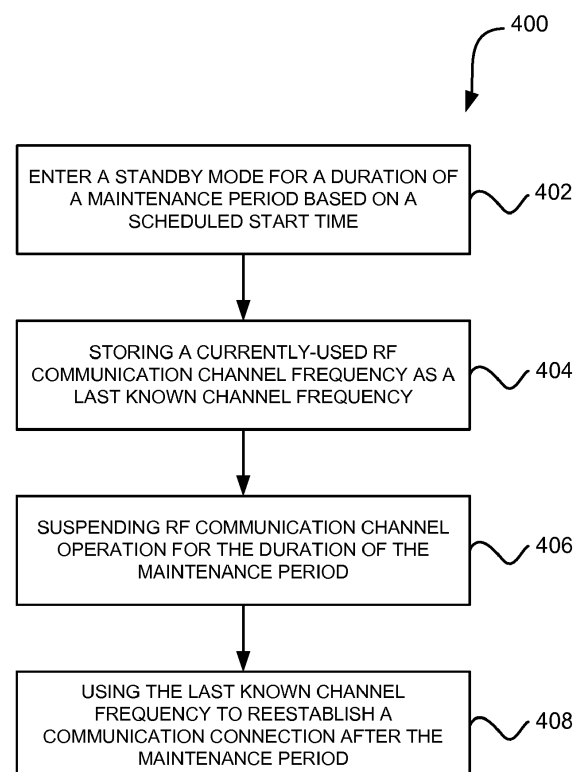 400
ENTER A STANDBY MODE FOR A DURATION OF
A MAINTENANCE PERIOD BASED ON A
SCHEDULED START TIME
402
STORING A CURRENTLY-USED RF
COMMUNICATION CHANNEL FREQUENCY AS A
LAST KNOWN CHANNEL FREQUENCY
404
SUSPENDING RF COMMUNICATION CHANNEL
OPERATION FOR THE DURATION OF THE
MAINTENANCE PERIOD
406
USING THE LAST KNOWN CHANNEL
FREQUENCY TO REESTABLISH A
COMMUNICATION CONNECTION AFTER THE
MAINTENANCE PERIOD
408